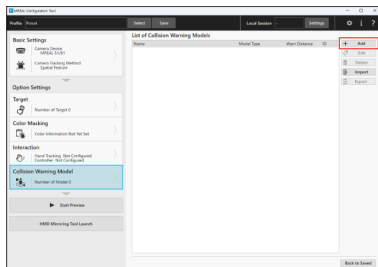 MREAL Configurator Tool
Profile Preset
Select
Save
Local Session
Settings
Basic Settings
Camera Device
MREAL S1/X1
Camera Tracking Method
Spatial Feature
Option Settings
Target
Number of Target 0
Color Masking
Color Information Not Yet Set
Interaction
Hand Tracking Not Configured
Controller Not Configured
Collision Warning Model
Number of Model 0
Start Preview
HMD Mirroring Tool Launch
List of Collision Warning Models
Name
Model Type
Warn Distance
ID
Add
Edit
Delete
Import
Export
Back to Saved